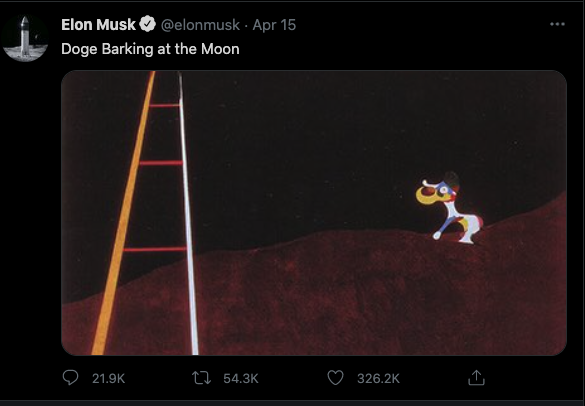 Elon Musk @elonmusk · Apr 15
Doge Barking at the Moon
21.9K 54.3K 326.2K